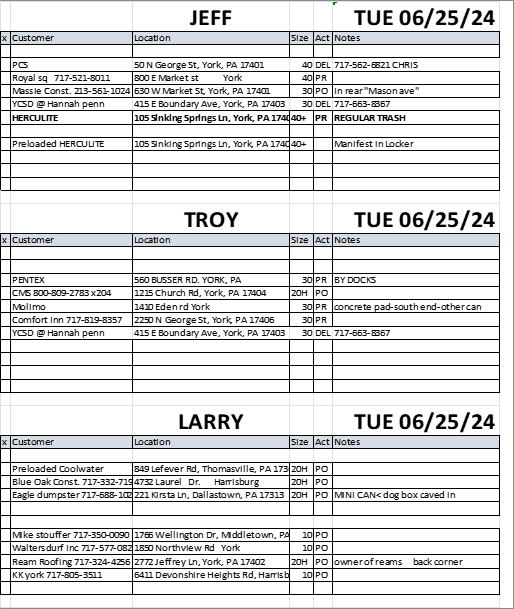 JEFF TUE 06/25/24
x Customer Location Size Act Notes
PCS 50 N George St, York, PA 17401 40 DEL 717-562-6821 CHRIS
Royal sq 717-521-8011 800 E Market st York 40 PR
Massie Const. 213-561-1024 630 W Market St, York, PA 17401 30 PO In rear "Mason ave"
YCSD @ Hannah penn 415 E Boundary Ave, York, PA 17403 30 DEL 717-663-8367
HERCULITE 105 Sinking Springs Ln, York, PA 1740 40+ PR REGULAR TRASH
Preloaded HERCULITE 105 Sinking Springs Ln, York, PA 1740 40+ Manifest in Locker
TROY TUE 06/25/24
x Customer Location Size Act Notes
PENTEX 560 BUSSER RD. YORK, PA 30 PR BY DOCKS
CMS 800-809-2783 x204 1215 Church Rd, York, PA 17404 20H PO
Molimo 1410 Eden rd York 30 PR concrete pad-south end-other can
Comfort Inn 717-819-8357 2250 N George St, York, PA 17406 30 PR
YCSD @ Hannah penn 415 E Boundary Ave, York, PA 17403 30 DEL 717-663-8367
LARRY TUE 06/25/24
x Customer Location Size Act Notes
Preloaded Coolwater 849 Lefever Rd, Thomasville, PA 173 20H PO
Blue Oak Const. 717-332-719 4732 Laurel Dr. Harrisburg 20H PO
Eagle dumpster 717-688-102 221 Kirsta Ln, Dallastown, PA 17313 20H PO MINI CAN< dog box caved in
Mike stouffer 717-350-0090 1766 Wellington Dr, Middletown, PA 10 PO
Waltersdurf Inc 717-577-082 1850 Northview Rd York 10 PO
Ream Roofing 717-324-4256 2772 Jeffrey Ln, York, PA 17402 20H PO owner of reams back corner
KK york 717-805-3511 6411 Devonshire Heights Rd, Harrisb 10 PO